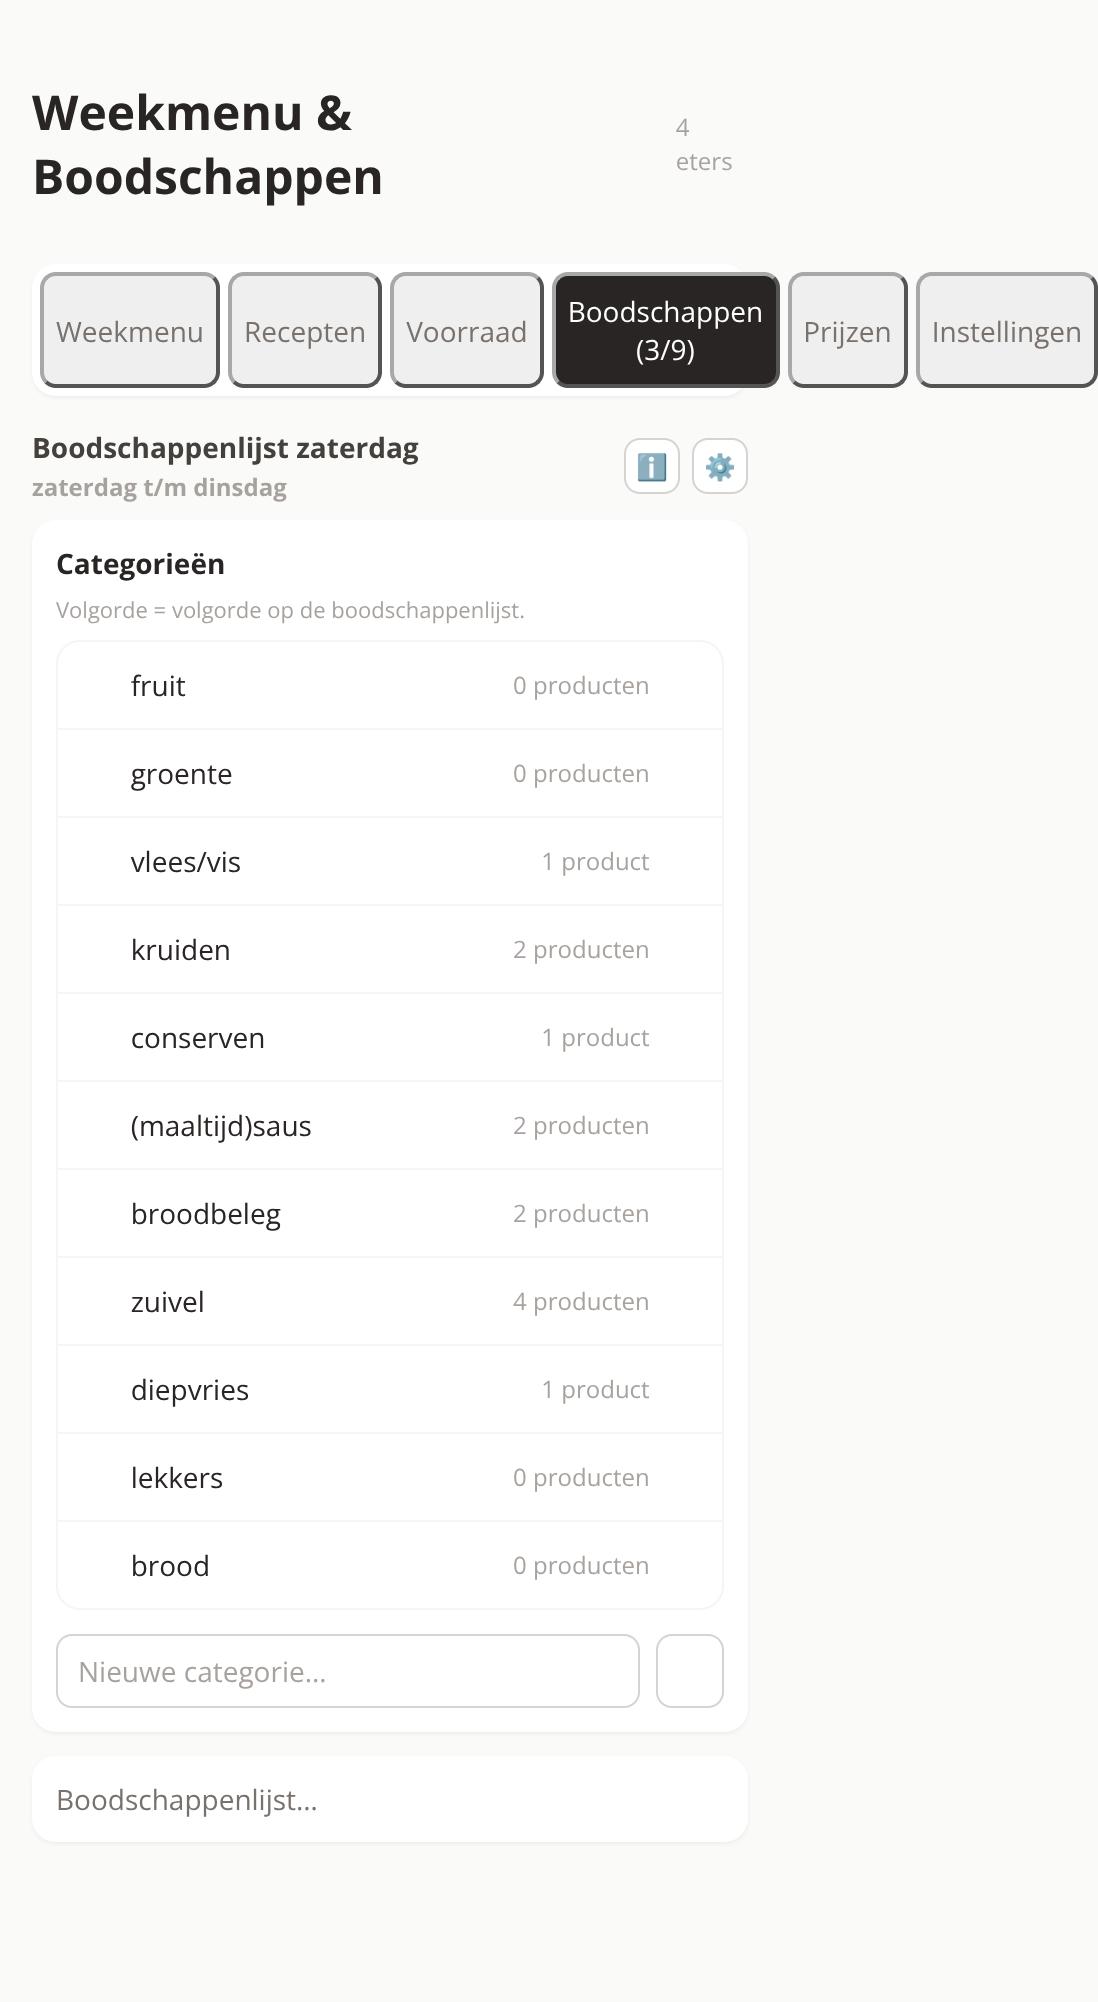 Weekmenu &
Boodschappen
4
eters
Weekmenu
Recepten
Voorraad
Boodschappen
(3/9)
Prijzen
Instellingen
Boodschappenlijst zaterdag
zaterdag t/m dinsdag
Categorieën
Volgorde = volgorde op de boodschappenlijst.
fruit 0 producten
groente 0 producten
vlees/vis 1 product
kruiden 2 producten
conserven 1 product
(maaltijd)saus 2 producten
broodbeleg 2 producten
zuivel 4 producten
diepvries 1 product
lekkers 0 producten
brood 0 producten
Nieuwe categorie...
Boodschappenlijst...